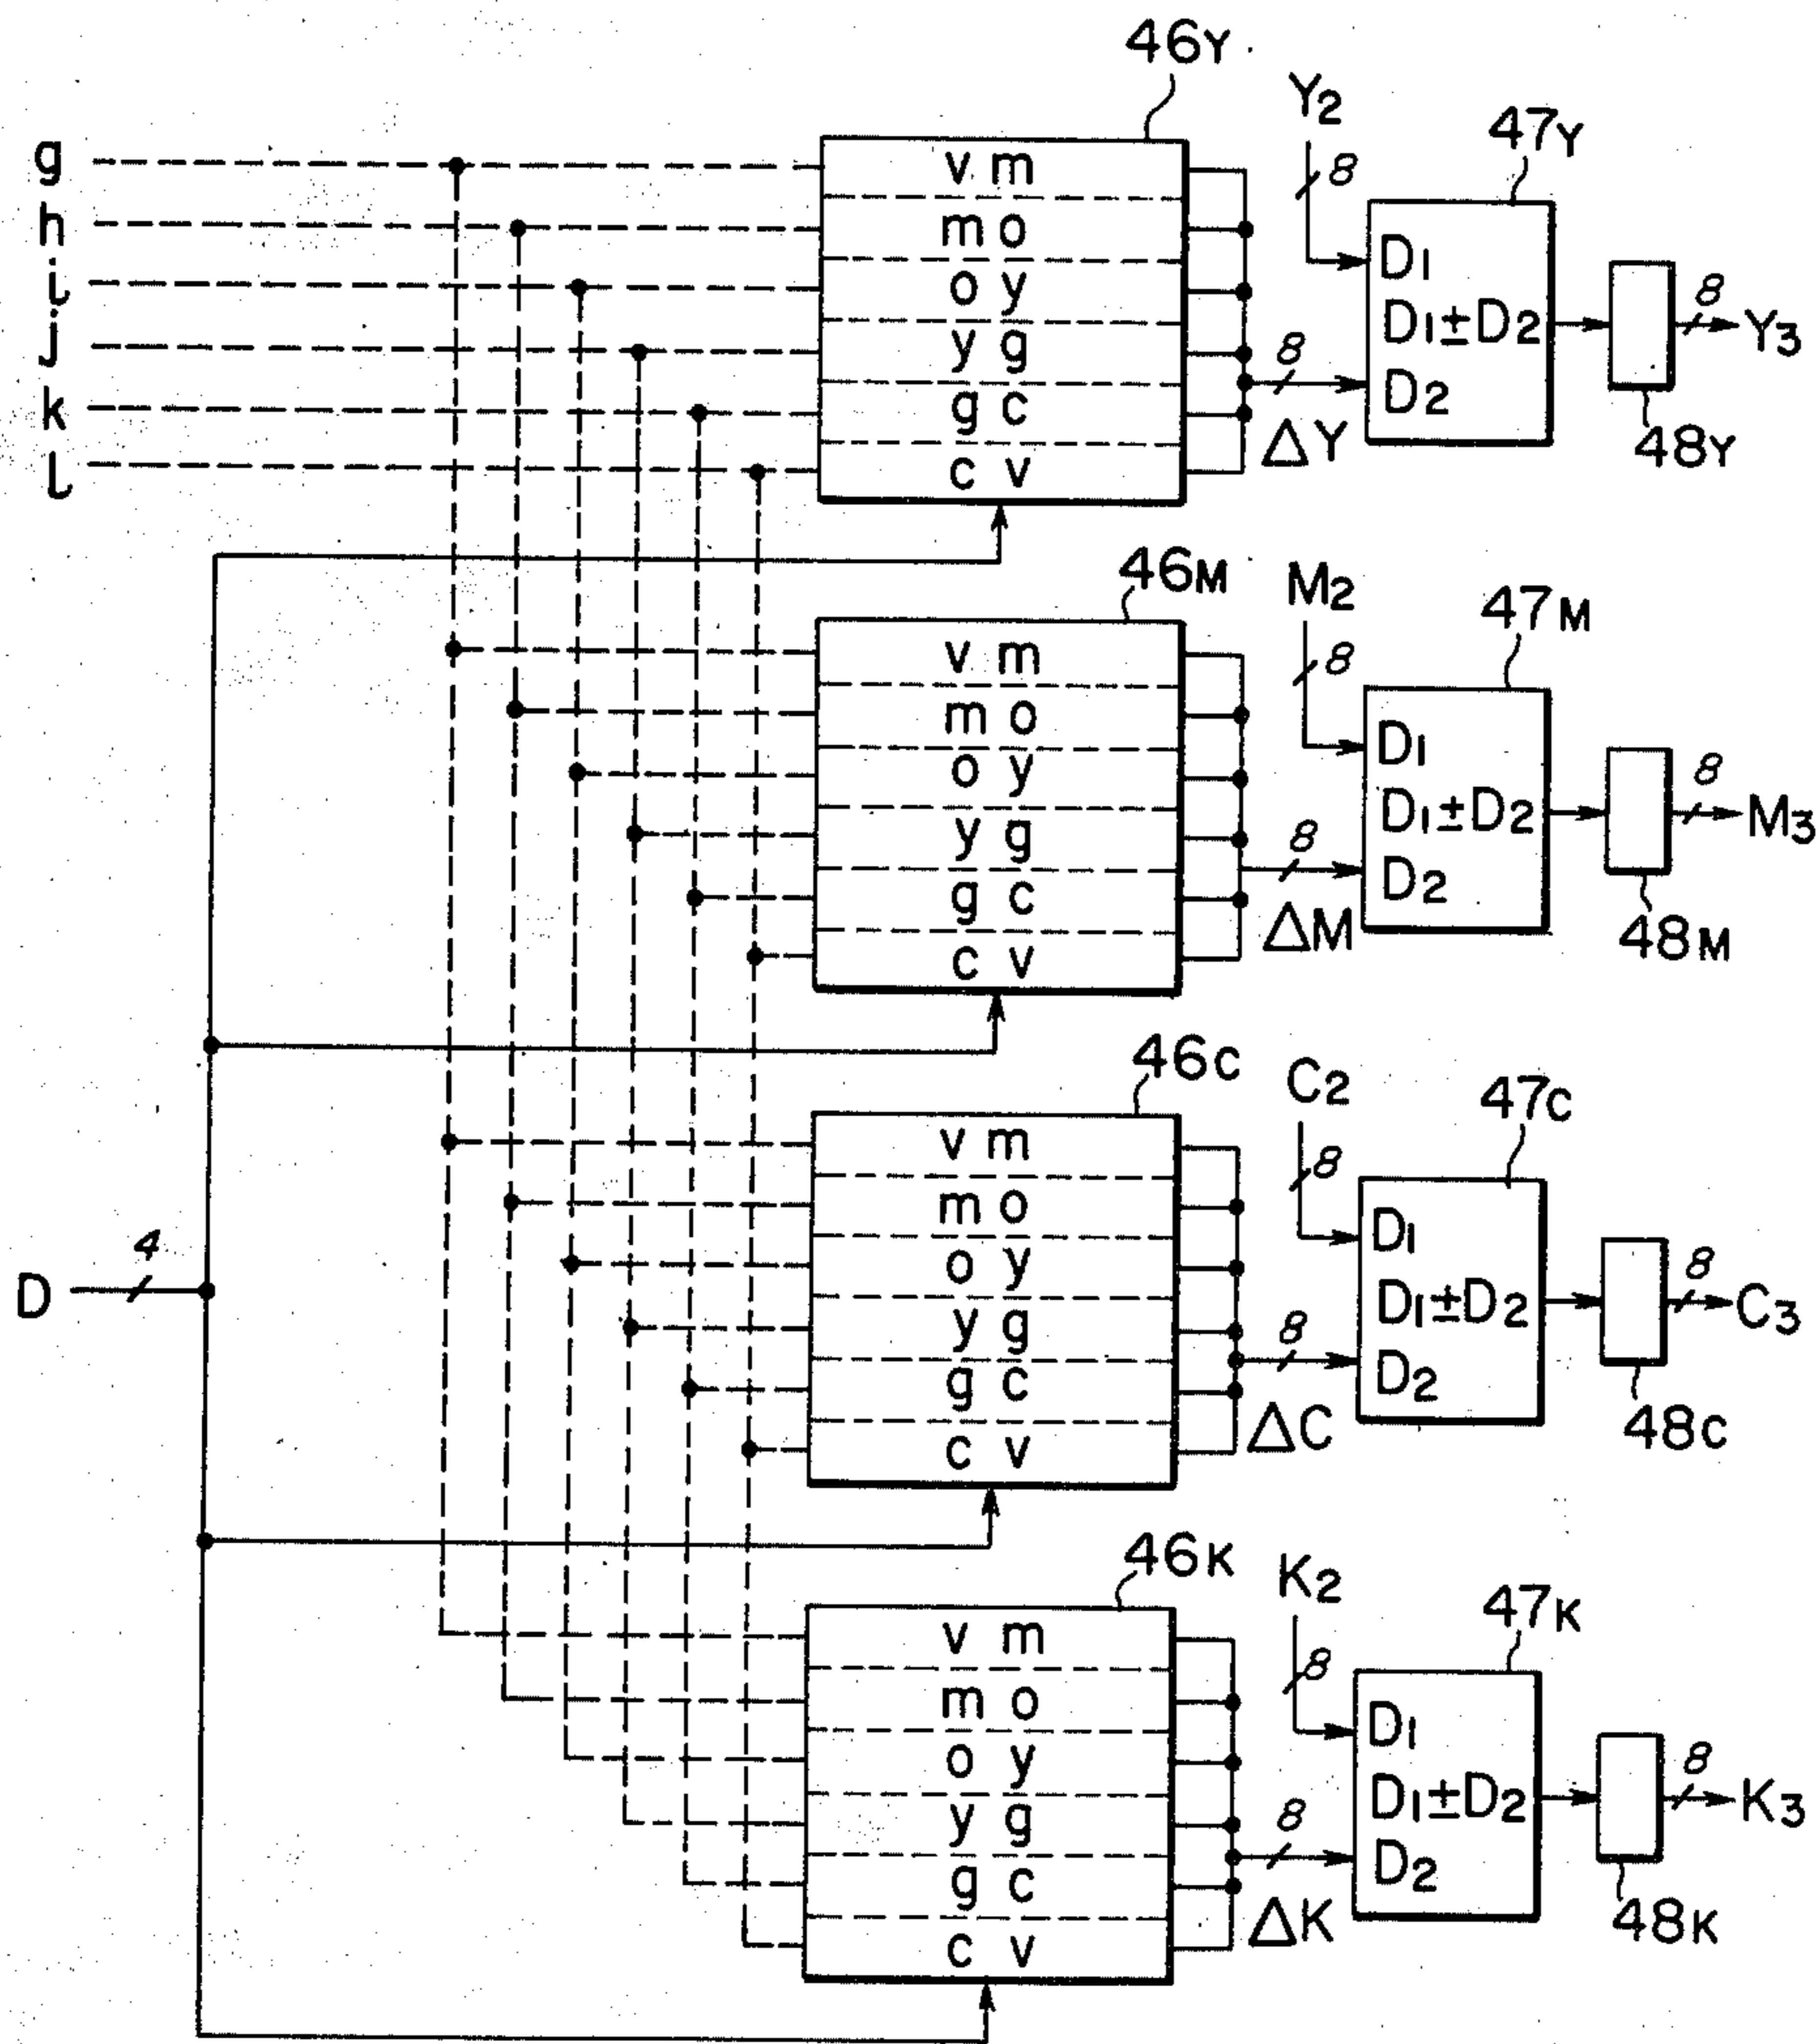 46Y
Y2
47Y
g
h
i
j
k
l
v m
m o
o y
y g
g c
c v
8
D1
D1±D2
D2
8
ΔY
8
Y3
48Y
46M
M2
47M
v m
m o
o y
y g
g c
c v
8
D1
D1±D2
D2
8
ΔM
8
M3
48M
46C
C2
47C
v m
m o
o y
y g
g c
c v
8
D1
D1±D2
D2
8
ΔC
8
C3
48C
D
4
46K
K2
47K
v m
m o
o y
y g
g c
c v
8
D1
D1±D2
D2
8
ΔK
8
K3
48K